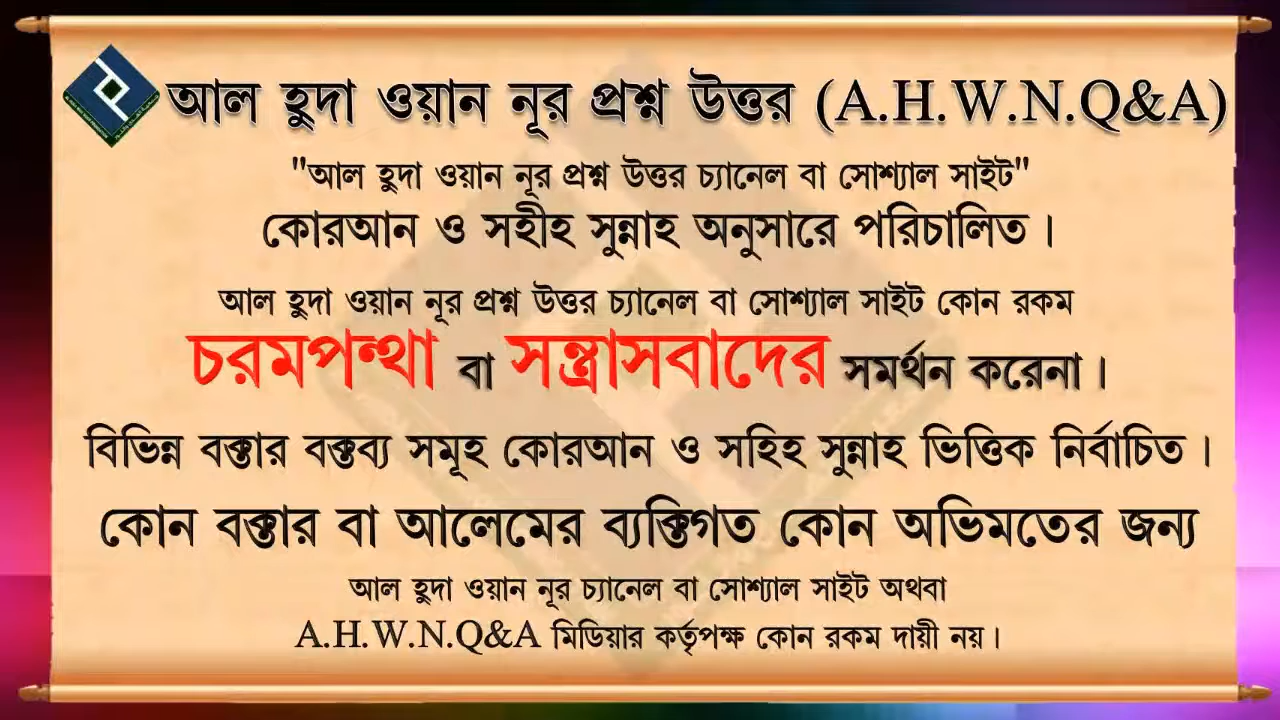 আল হুদা ওয়ান নূর প্রশ্ন উত্তর (A.H.W.N.Q&A)
"আল হুদা ওয়ান নূর প্রশ্ন উত্তর চ্যানেল বা সোশ্যাল সাইট"
কোরআন ও সহীহ সুন্নাহ অনুসারে পরিচালিত।
আল হুদা ওয়ান নূর প্রশ্ন উত্তর চ্যানেল বা সোশ্যাল সাইট কোন রকম
চরমপন্থা বা সন্ত্রাসবাদের সমর্থন করেনা।
বিভিন্ন বক্তার বক্তব্য সমূহ কোরআন ও সহিহ সুন্নাহ ভিত্তিক নির্বাচিত।
কোন বক্তার বা আলেমের ব্যক্তিগত কোন অভিমতের জন্য
আল হুদা ওয়ান নূর চ্যানেল বা সোশ্যাল সাইট অথবা
A.H.W.N.Q&A মিডিয়ার কর্তৃপক্ষ কোন রকম দায়ী নয়।